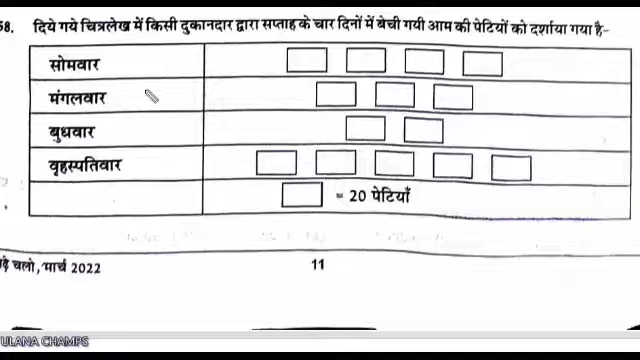 58. दिये गये चित्रलेख में किसी दुकानदार द्वारा सप्ताह के चार दिनों में बेची गयी आम की पेटियों को दर्शाया गया है–
सोमवार
मंगलवार
बुधवार
वृहस्पतिवार
= 20 पेटियाँ
चलो, मार्च 2022
11
ULANA CHAMPS